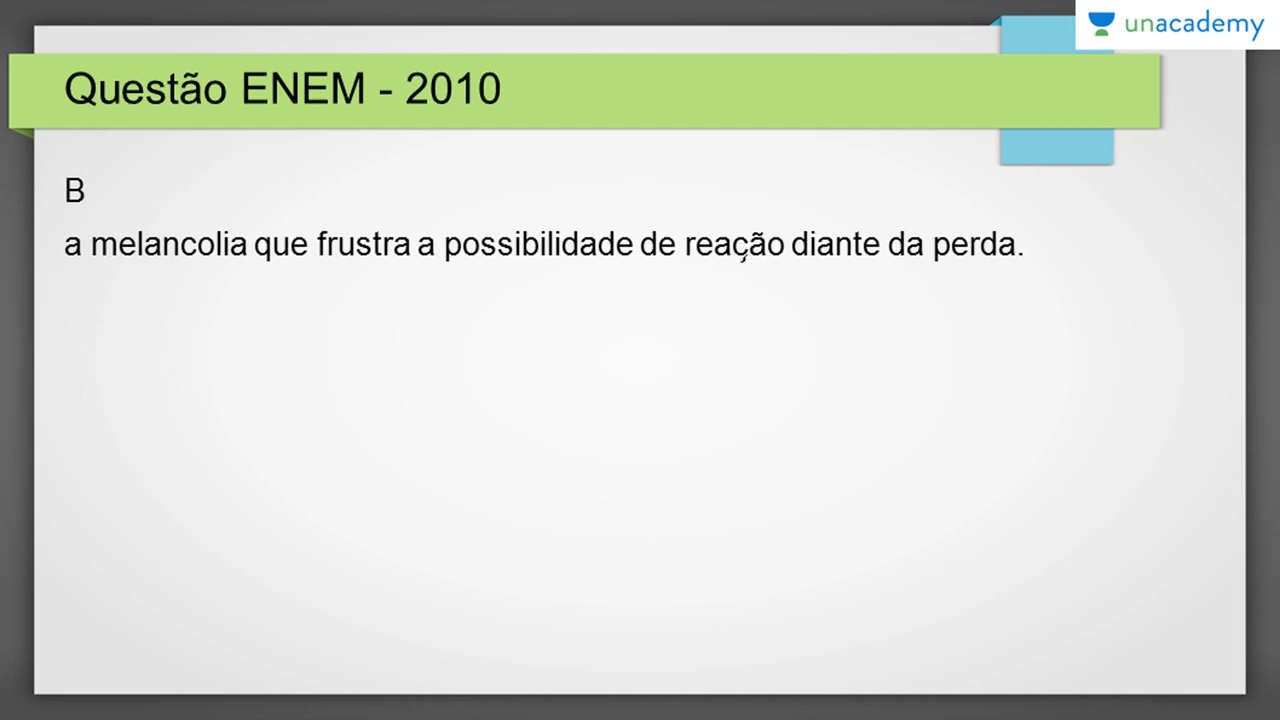 unacademy
Questão ENEM - 2010
B
a melancolia que frustra a possibilidade de reação diante da perda.